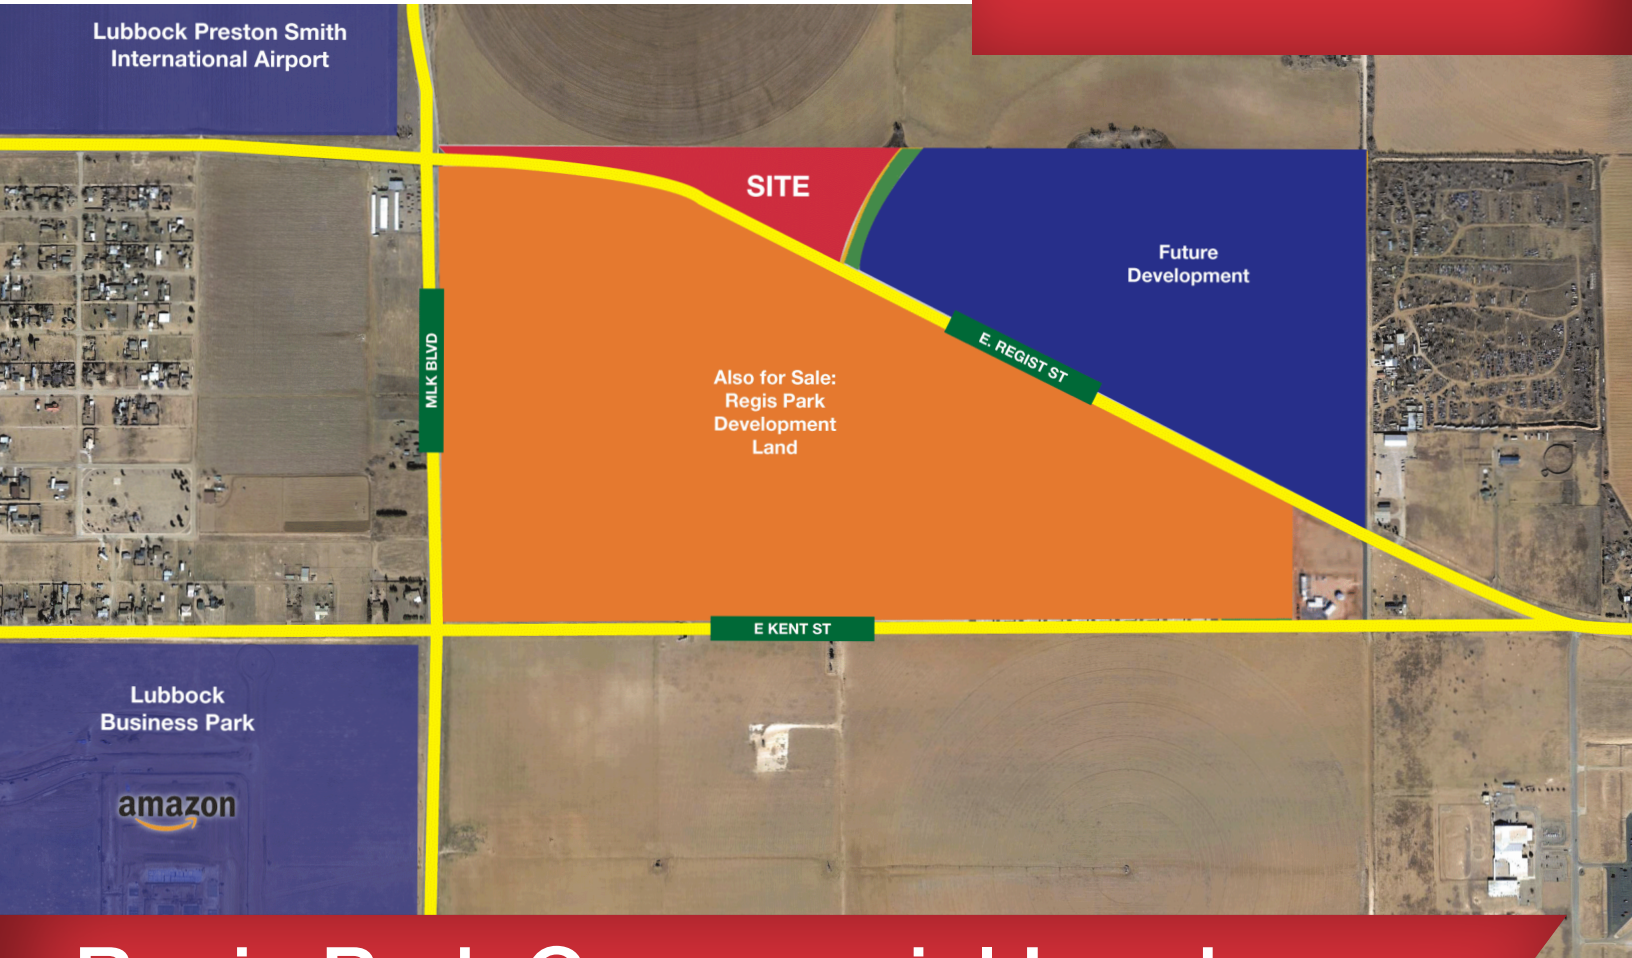 Lubbock Preston Smith
International Airport
SITE
Future
Development
MLK BLVD
E. REGIST ST
Also for Sale:
Regis Park
Development
Land
E KENT ST
Lubbock
Business Park
amazon